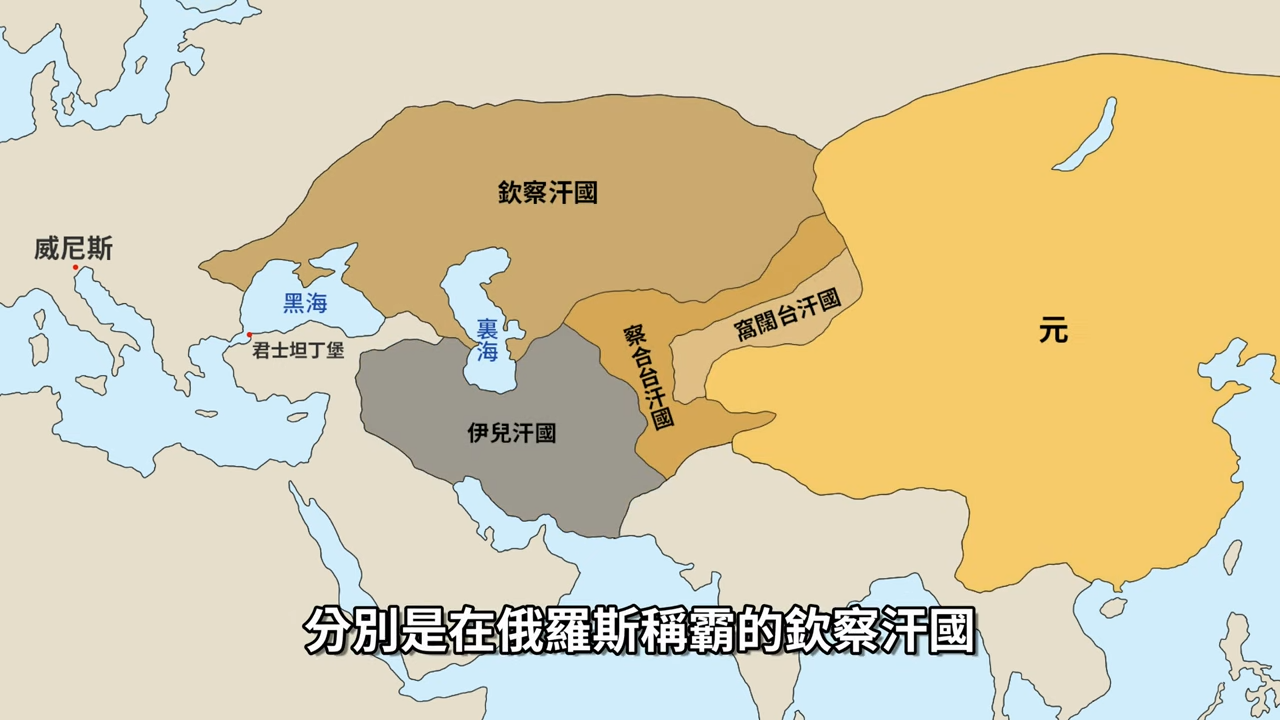 欽察汗國
威尼斯
黑海
裏海
君士坦丁堡
窩闊台汗國
察合台汗國
元
伊兒汗國
分別是在俄羅斯稱霸的欽察汗國